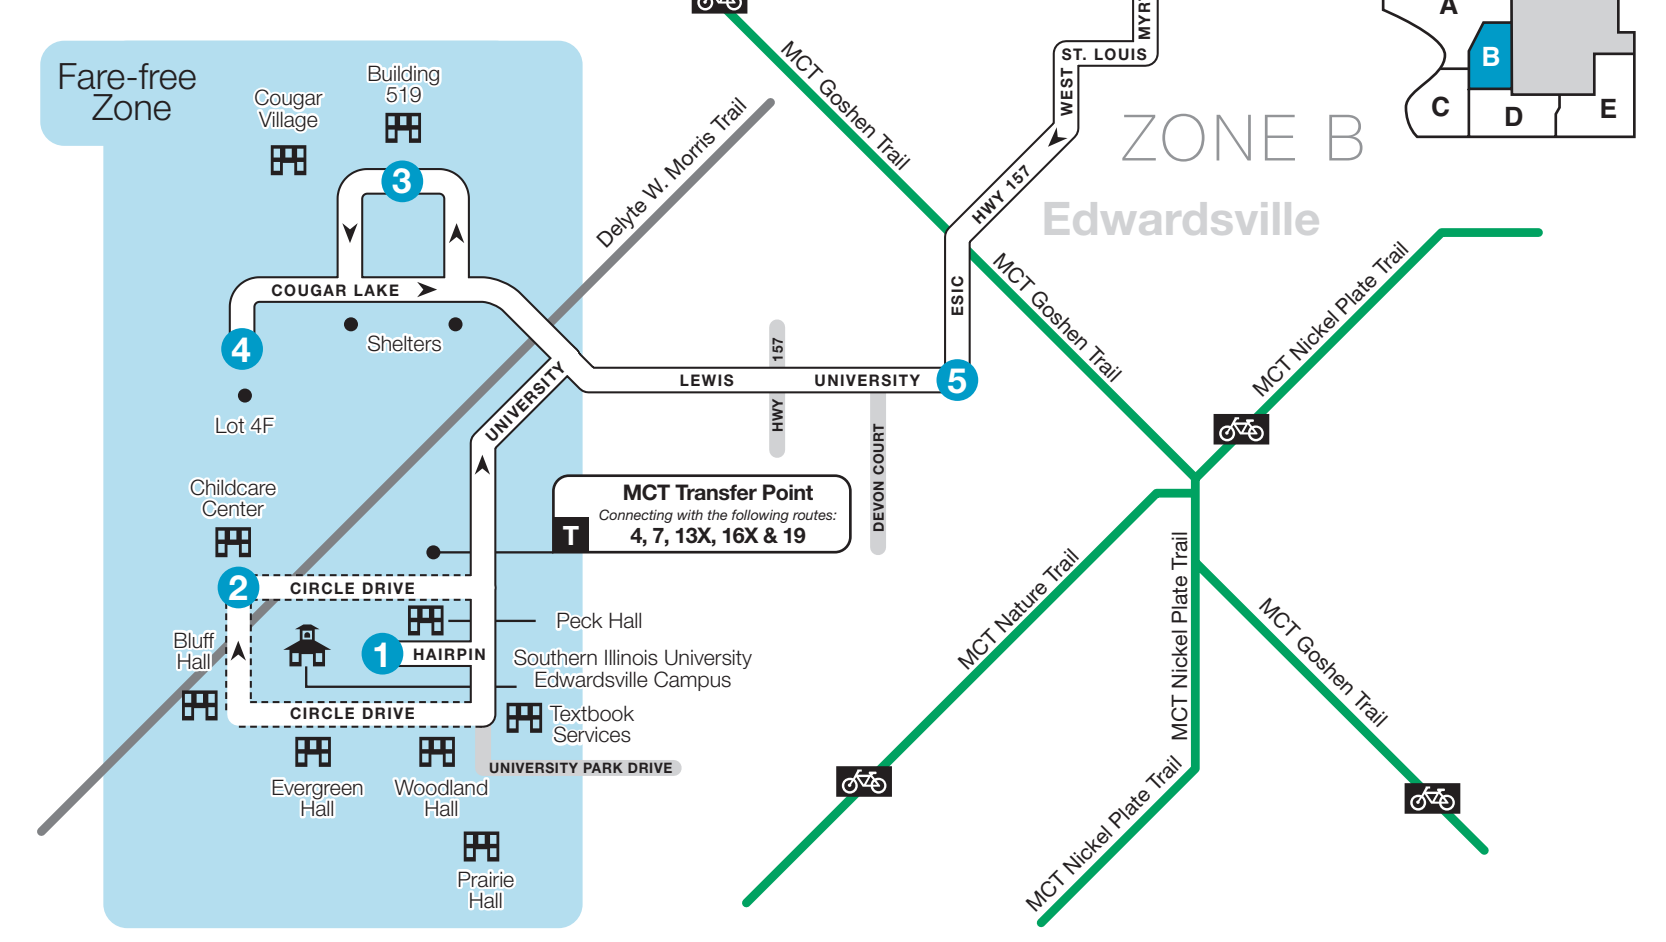 Fare-free
Zone
Building
519
Cougar
Village
3
COUGAR LAKE
4
Shelters
Lot 4F
Childcare
Center
2
CIRCLE DRIVE
Bluff
Hall
1
HAIRPIN
CIRCLE DRIVE
Evergreen
Hall
Woodland
Hall
Prairie
Hall
Peck Hall
Southern Illinois University
Edwardsville Campus
Textbook
Services
UNIVERSITY PARK DRIVE
UNIVERSITY
MCT Transfer Point
Connecting with the following routes:
T
4, 7, 13X, 16X & 19
Delyte W. Morris Trail
LEWIS
UNIVERSITY
5
HWY 157
DEVON COURT
ESIC
HWY 157
WEST
ST. LOUIS
MCT Goshen Trail
MCT Goshen Trail
ZONE B
Edwardsville
A
B
C
D
E
MCT Nickel Plate Trail
MCT Nature Trail
MCT Nickel Plate Trail
MCT Goshen Trail
MCT Nickel Plate Trail